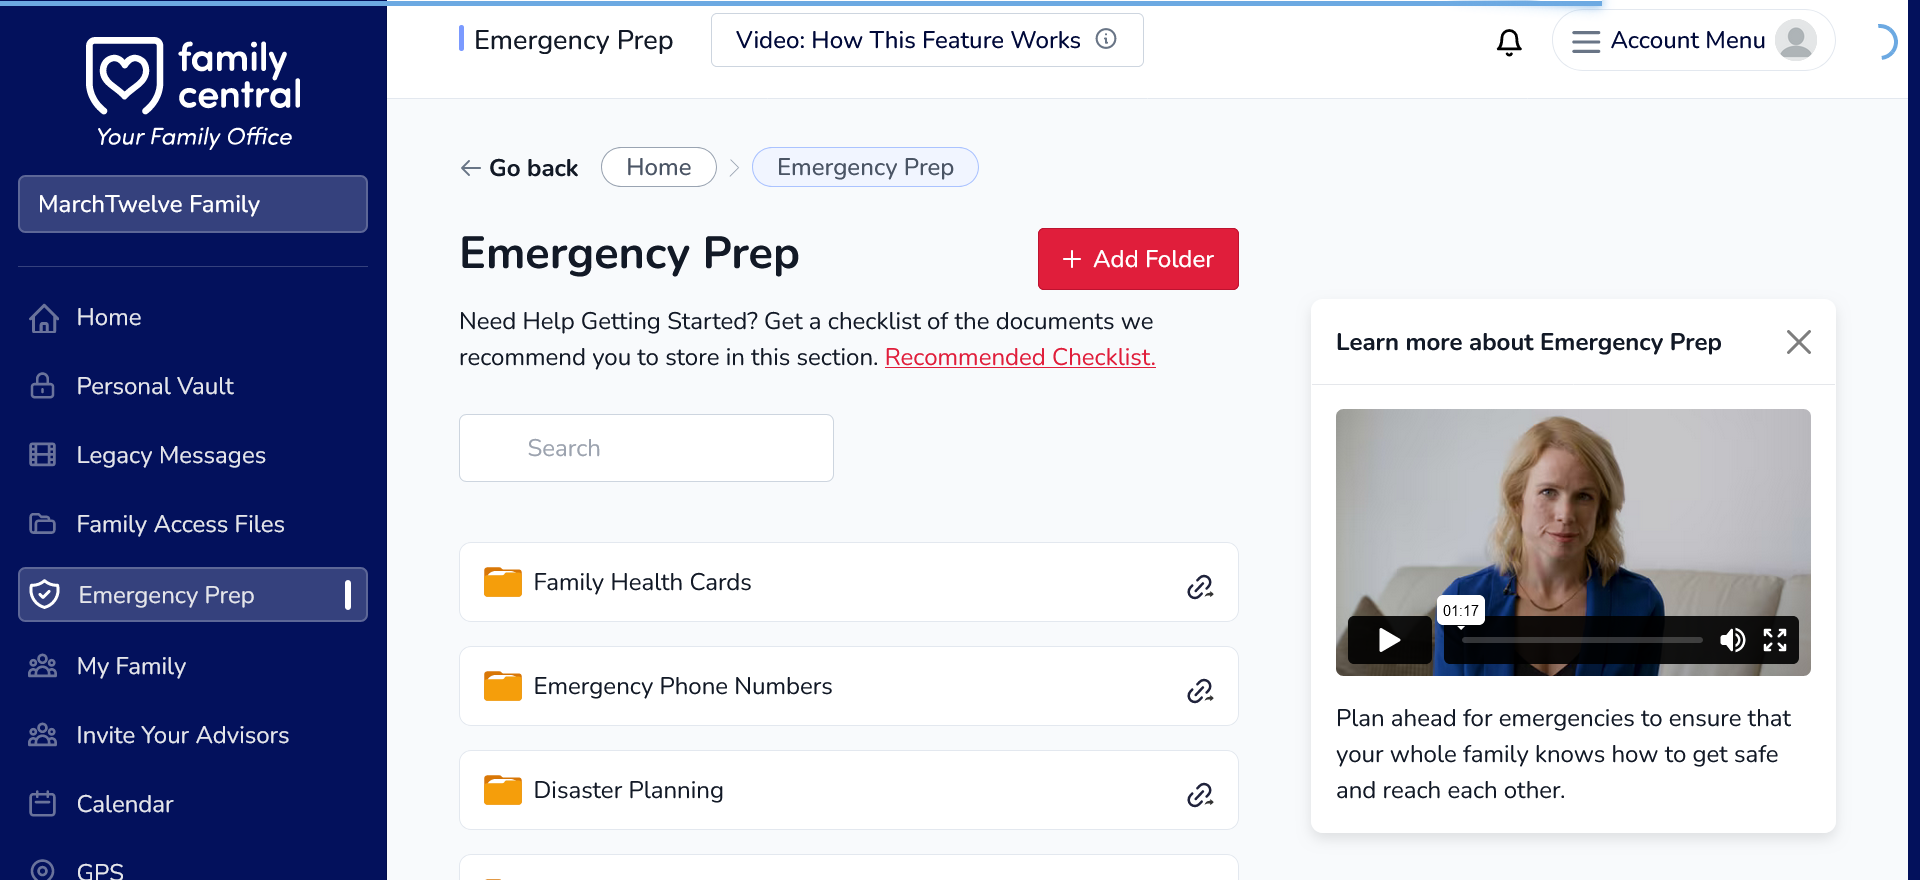 family
central
Your Family Office
MarchTwelve Family
Home
Personal Vault
Legacy Messages
Family Access Files
Emergency Prep
My Family
Invite Your Advisors
Calendar
GPS
Emergency Prep
Video: How This Feature Works
Account Menu
Go back
Home
Emergency Prep
Emergency Prep
+ Add Folder
Need Help Getting Started? Get a checklist of the documents we
recommend you to store in this section. Recommended Checklist.
Search
Family Health Cards
Emergency Phone Numbers
Disaster Planning
Learn more about Emergency Prep
01:17
Plan ahead for emergencies to ensure that
your whole family knows how to get safe
and reach each other.